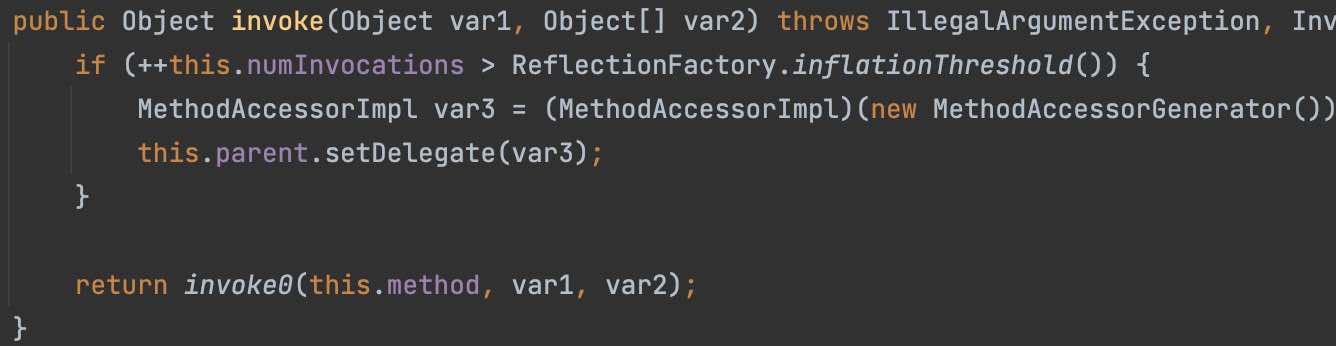 public Object invoke(Object var1, Object[] var2) throws IllegalArgumentException, Inv
if (++this.numInvocations > ReflectionFactory.inflationThreshold()) {
MethodAccessorImpl var3 = (MethodAccessorImpl)(new MethodAccessorGenerator())
this.parent.setDelegate(var3);
}
return invoke0(this.method, var1, var2);
}